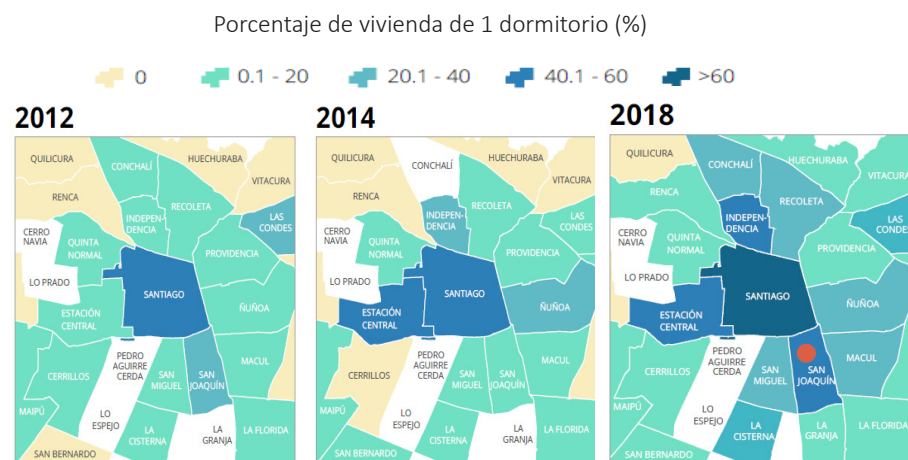 Porcentaje de vivienda de 1 dormitorio (%)
0
0.1 - 20
20.1 - 40
40.1 - 60
>60
2012
QUILICURA
CONCHALÍ
HUECHURABA
VITACURA
RENCA
RECOLETA
INDEPEN-
DENCIA
LAS
CONDES
CERRO
NAVIA
QUINTA
NORMAL
PROVIDENCIA
LO PRADO
SANTIAGO
ESTACIÓN
CENTRAL
ÑUÑOA
PEDRO
AGUIRRE
CERDA
CERRILLOS
SAN
MIGUEL
SAN
JOAQUÍN
MACUL
MAIPÚ
LO
ESPEJO
LA
CISTERNA
LA
GRANJA
LA FLORIDA
SAN BERNARDO
2014
QUILICURA
CONCHALÍ
HUECHURABA
VITACURA
RENCA
RECOLETA
INDEPEN-
DENCIA
LAS
CONDES
CERRO
NAVIA
QUINTA
NORMAL
PROVIDENCIA
LO PRADO
SANTIAGO
ESTACIÓN
CENTRAL
ÑUÑOA
PEDRO
AGUIRRE
CERDA
CERRILLOS
SAN
MIGUEL
SAN
JOAQUÍN
MACUL
MAIPÚ
LO
ESPEJO
LA
CISTERNA
LA
GRANJA
LA FLORIDA
SAN BERNARDO
2018
QUILICURA
CONCHALÍ
HUECHURABA
VITACURA
RENCA
RECOLETA
INDEPEN-
DENCIA
LAS
CONDES
CERRO
NAVIA
QUINTA
NORMAL
PROVIDENCIA
LO PRADO
SANTIAGO
ESTACIÓN
CENTRAL
ÑUÑOA
PEDRO
AGUIRRE
CERDA
CERRILLOS
SAN
MIGUEL
SAN
JOAQUÍN
MACUL
MAIPÚ
LO
ESPEJO
LA
CISTERNA
LA
GRANJA
LA FLORIDA
SAN BERNARDO